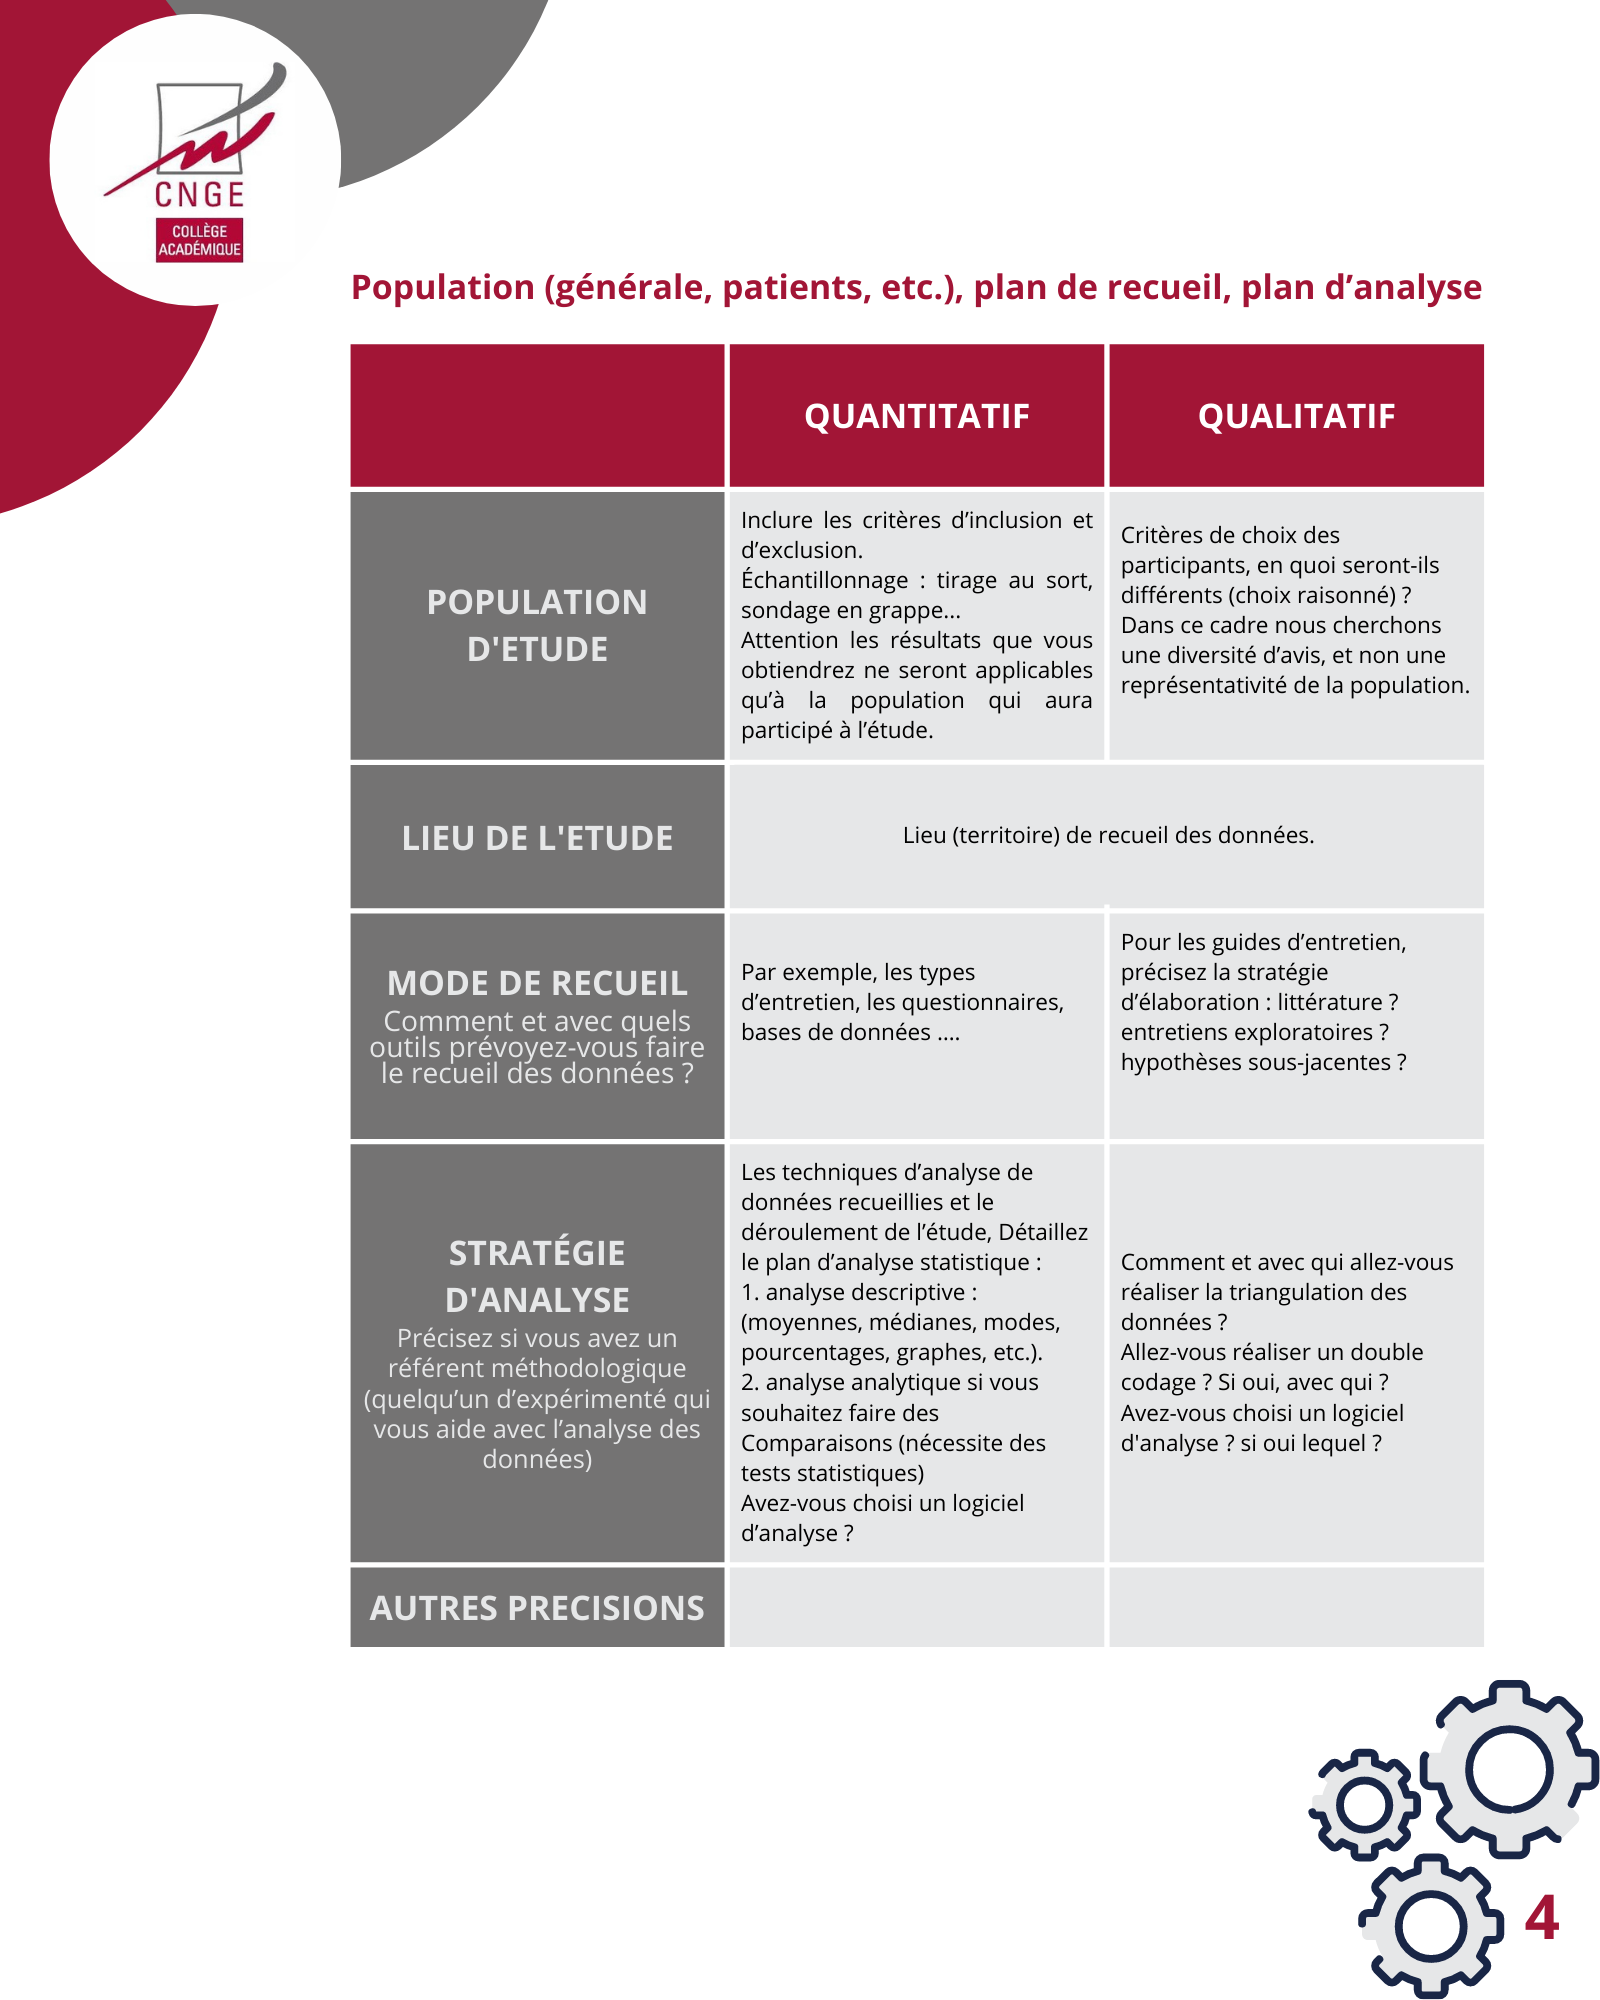 CNGE
COLLÈGE
ACADÉMIQUE
Population (générale, patients, etc.), plan de recueil, plan d’analyse
QUANTITATIF
QUALITATIF
POPULATION
D'ETUDE
Inclure les critères d’inclusion et
d’exclusion.
Échantillonnage : tirage au sort,
sondage en grappe...
Attention les résultats que vous
obtiendrez ne seront applicables
qu’à la population qui aura
participé à l’étude.
Critères de choix des
participants, en quoi seront-ils
différents (choix raisonné) ?
Dans ce cadre nous cherchons
une diversité d’avis, et non une
représentativité de la population.
LIEU DE L'ETUDE
Lieu (territoire) de recueil des données.
MODE DE RECUEIL
Comment et avec quels
outils prévoyez-vous faire
le recueil des données ?
Par exemple, les types
d’entretien, les questionnaires,
bases de données ....
Pour les guides d’entretien,
précisez la stratégie
d’élaboration : littérature ?
entretiens exploratoires ?
hypothèses sous-jacentes ?
STRATÉGIE
D'ANALYSE
Précisez si vous avez un
référent méthodologique
(quelqu’un d’expérimenté qui
vous aide avec l’analyse des
données)
Les techniques d’analyse de
données recueillies et le
déroulement de l’étude, Détaillez
le plan d’analyse statistique :
1. analyse descriptive :
(moyennes, médianes, modes,
pourcentages, graphes, etc.).
2. analyse analytique si vous
souhaitez faire des
Comparaisons (nécessite des
tests statistiques)
Avez-vous choisi un logiciel
d’analyse ?
Comment et avec qui allez-vous
réaliser la triangulation des
données ?
Allez-vous réaliser un double
codage ? Si oui, avec qui ?
Avez-vous choisi un logiciel
d'analyse ? si oui lequel ?
AUTRES PRECISIONS
4